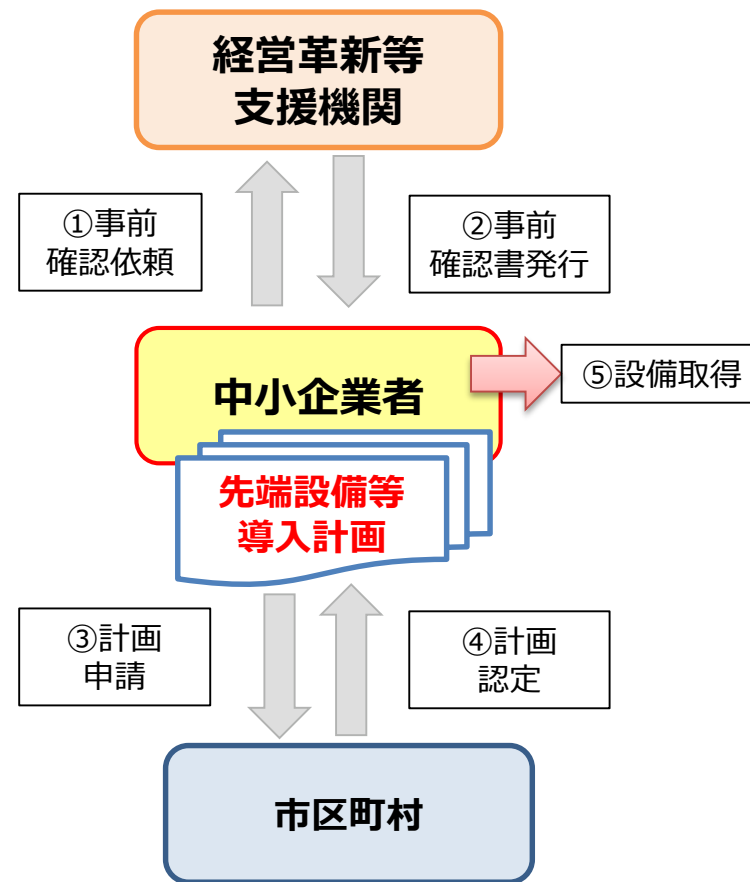 経営革新等
支援機関
①事前
確認依頼
②事前
確認書発行
中小企業者
⑤設備取得
先端設備等
導入計画
③計画
申請
④計画
認定
市区町村